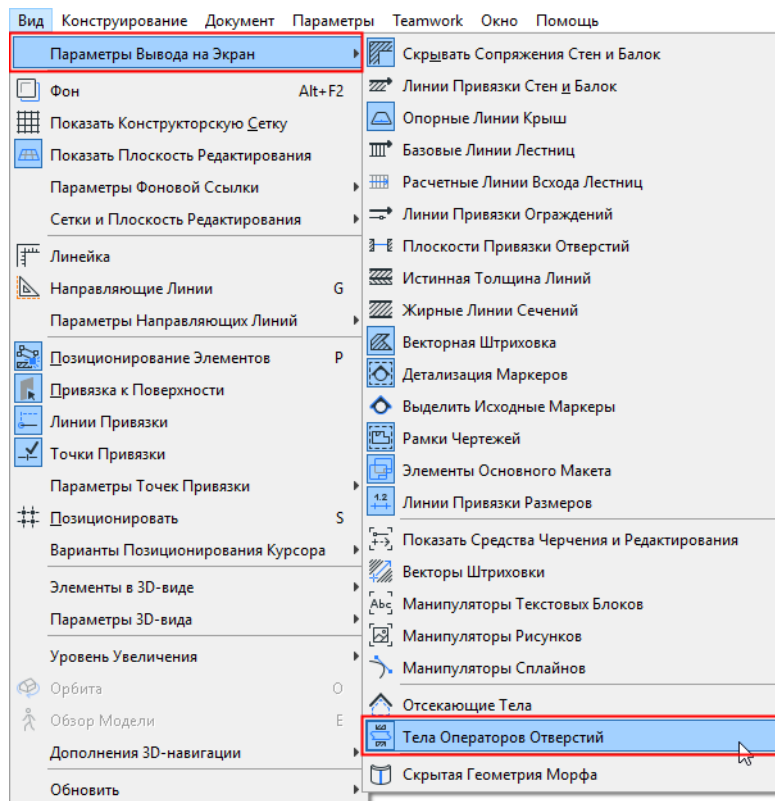 Вид Конструирование Документ Параметры Teamwork Окно Помощь
Параметры Вывода на Экран
Фон Alt+F2
Показать Конструкторскую Сетку
Показать Плоскость Редактирования
Параметры Фоновой Ссылки
Сетки и Плоскость Редактирования
Линейка
Направляющие Линии G
Параметры Направляющих Линий
Позиционирование Элементов P
Привязка к Поверхности
Линии Привязки
Точки Привязки
Параметры Точек Привязки
Позиционировать S
Варианты Позиционирования Курсора
Элементы в 3D-виде
Параметры 3D-вида
Уровень Увеличения
Орбита O
Обзор Модели E
Дополнения 3D-навигации
Обновить
Скрывать Сопряжения Стен и Балок
Линии Привязки Стен и Балок
Опорные Линии Крыш
Базовые Линии Лестниц
Расчетные Линии Всхода Лестниц
Линии Привязки Ограждений
Плоскости Привязки Отверстий
Истинная Толщина Линий
Жирные Линии Сечений
Векторная Штриховка
Детализация Маркеров
Выделить Исходные Маркеры
Рамки Чертежей
Элементы Основного Макета
1.2 Линии Привязки Размеров
Показать Средства Черчения и Редактирования
Векторы Штриховки
Abc Манипуляторы Текстовых Блоков
Манипуляторы Рисунков
Манипуляторы Сплайнов
Отсекающие Тела
Тела Операторов Отверстий
Скрытая Геометрия Морфа